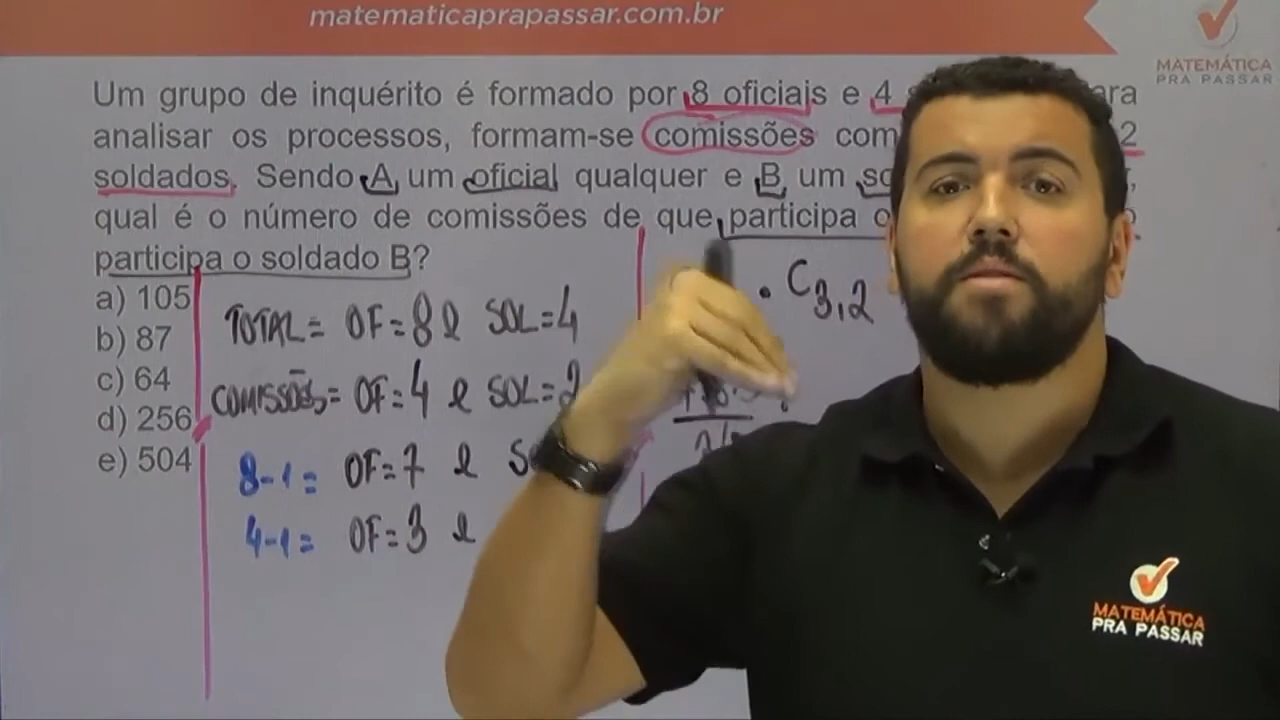 matematicaprapassar.com.br
MATEMÁTICA
PRA PASSAR
Um grupo de inquérito é formado por 8 oficiais e 4
analisar os processos, formam-se comissões com 2
soldados. Sendo A um oficial qualquer e B um
qual é o número de comissões de que participa o
participa o soldado B?
a) 105
b) 87
c) 64
d) 256
e) 504
TOTAL = OF = 8 e SOL = 4
COMISSÕES = OF = 4 e SOL = 2
8-1 = OF = 7 e
4-1 = OF = 3 e
. C3,2
MATEMÁTICA
PRA PASSAR